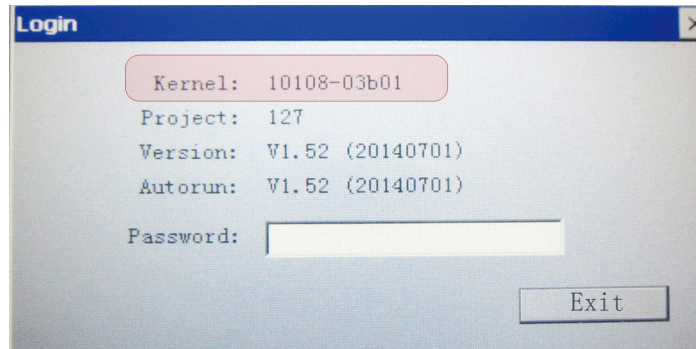 Login
Kernel: 10108-03b01
Project: 127
Version: V1.52 (20140701)
Autorun: V1.52 (20140701)
Password:
Exit